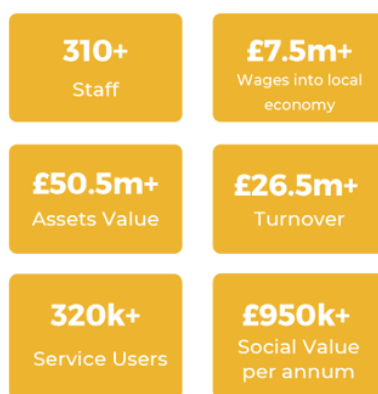 310+
Staff
£7.5m+
Wages into local
economy
£50.5m+
Assets Value
£26.5m+
Turnover
320k+
Service Users
£950k+
Social Value
per annum